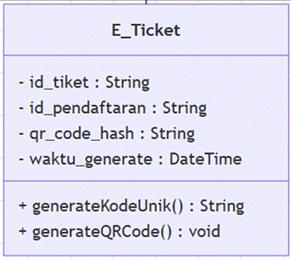 E_Ticket
- id_tiket : String
- id_pendaftaran : String
- qr_code_hash : String
- waktu_generate : DateTime
+ generateKodeUnik() : String
+ generateQRCode() : void